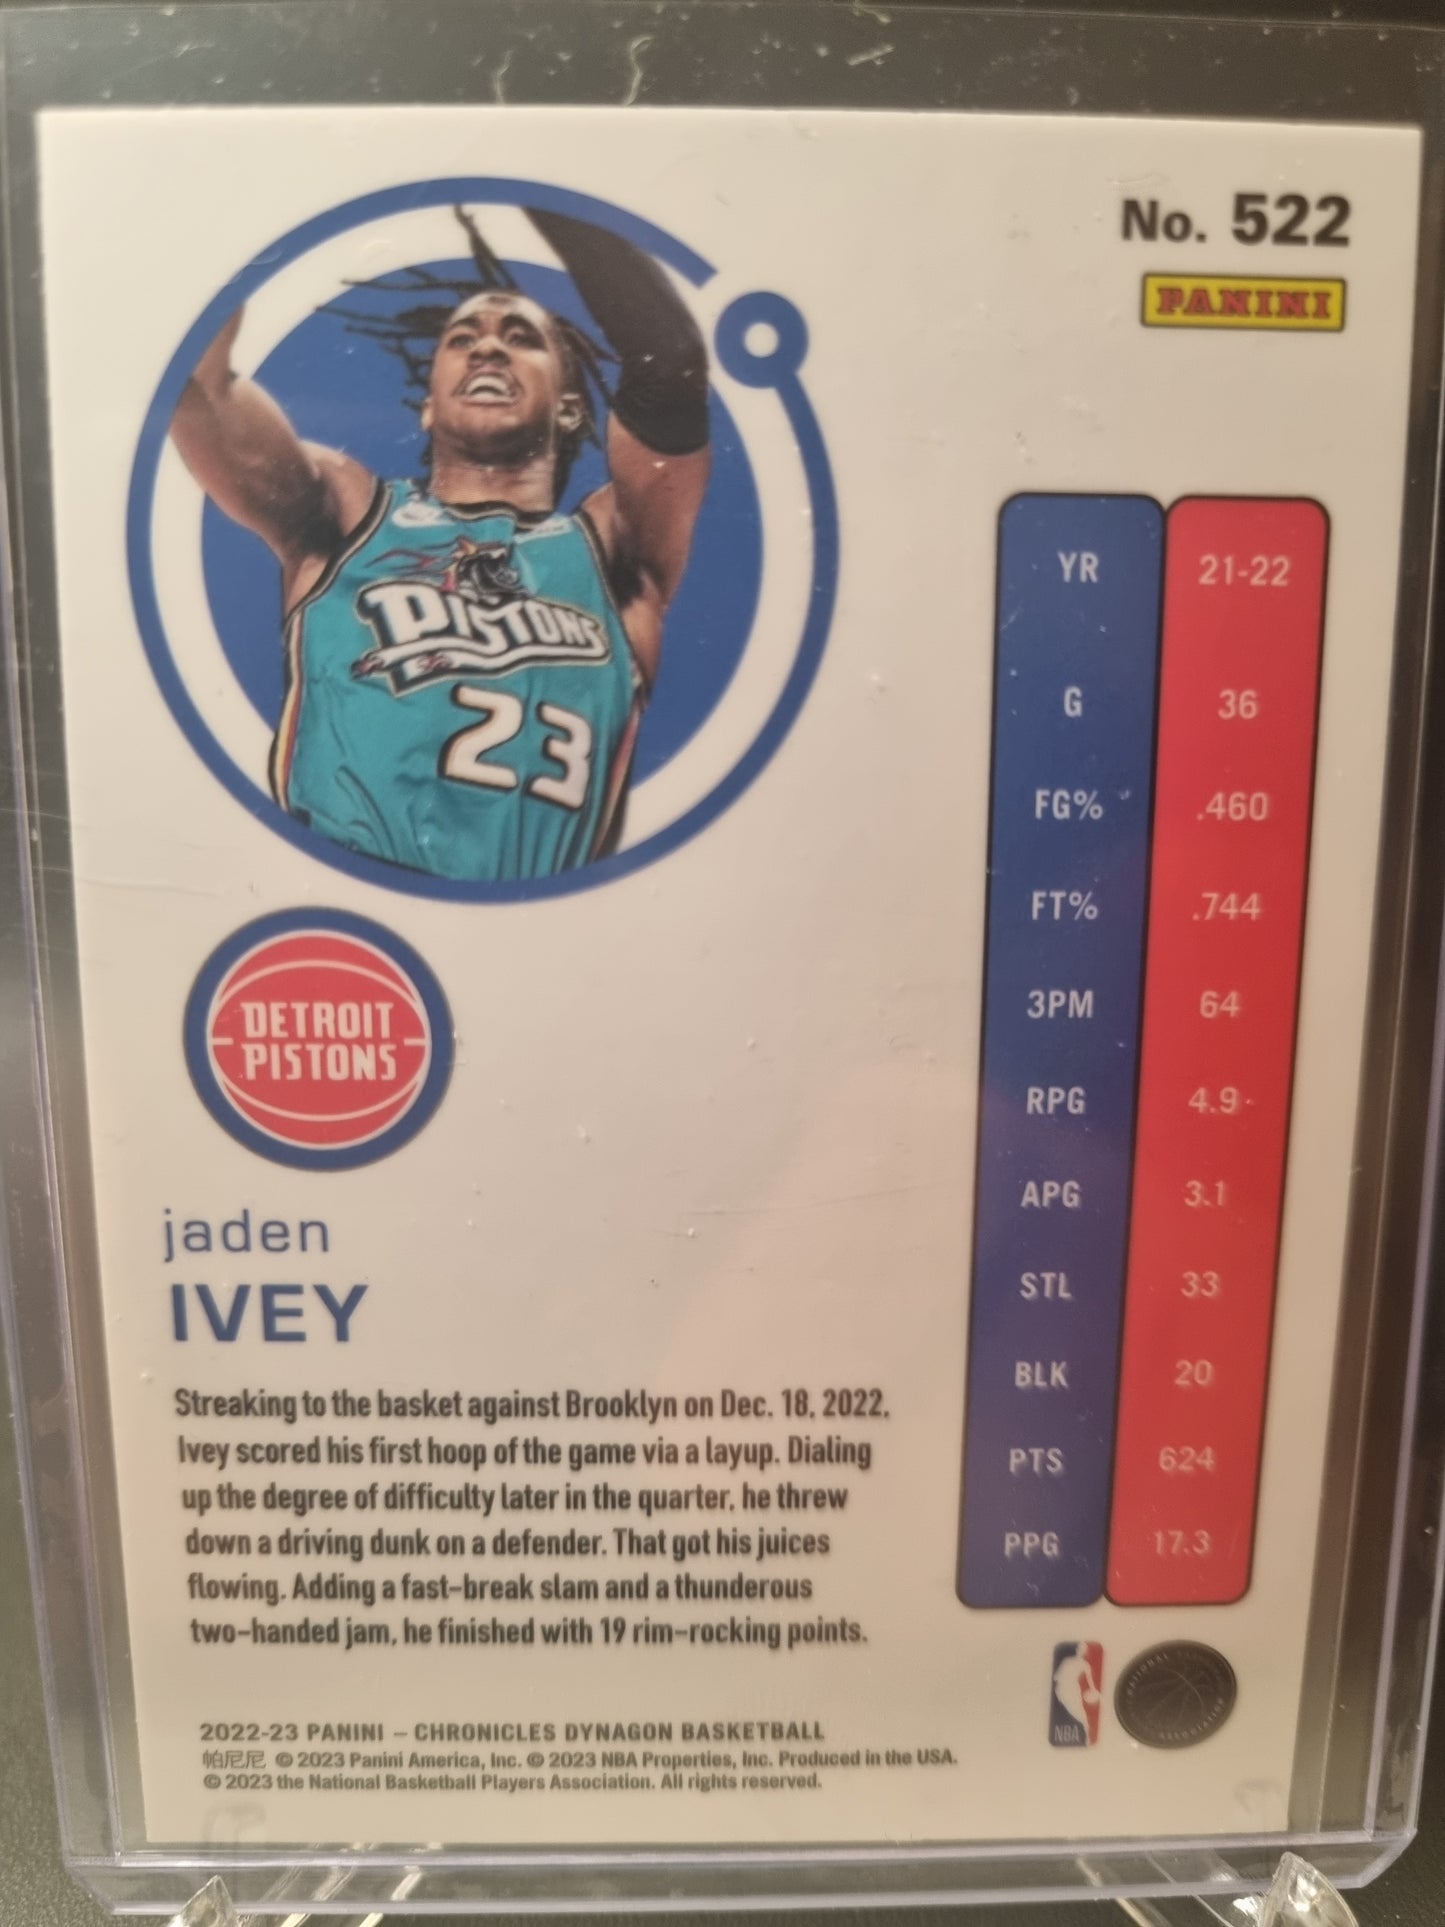 No. 522
PANINI
PISTONS
23
DETROIT
PISTONS
jaden
IVEY
Streaking to the basket against Brooklyn on Dec. 18, 2022,
Ivey scored his first hoop of the game via a layup. Dialing
up the degree of difficulty later in the quarter, he threw
down a driving dunk on a defender. That got his juices
flowing. Adding a fast-break slam and a thunderous
two-handed jam, he finished with 19 rim-rocking points.
YR 21-22
G 36
FG% .460
FT% .744
3PM 64
RPG 4.9
APG 3.1
STL 33
BLK 20
PTS 624
PPG 17.3
NBA
2022-23 PANINI – CHRONICLES DYNAGON BASKETBALL
帕尼尼 © 2023 Panini America, Inc. © 2023 NBA Properties, Inc. Produced in the USA.
© 2023 the National Basketball Players Association. All rights reserved.